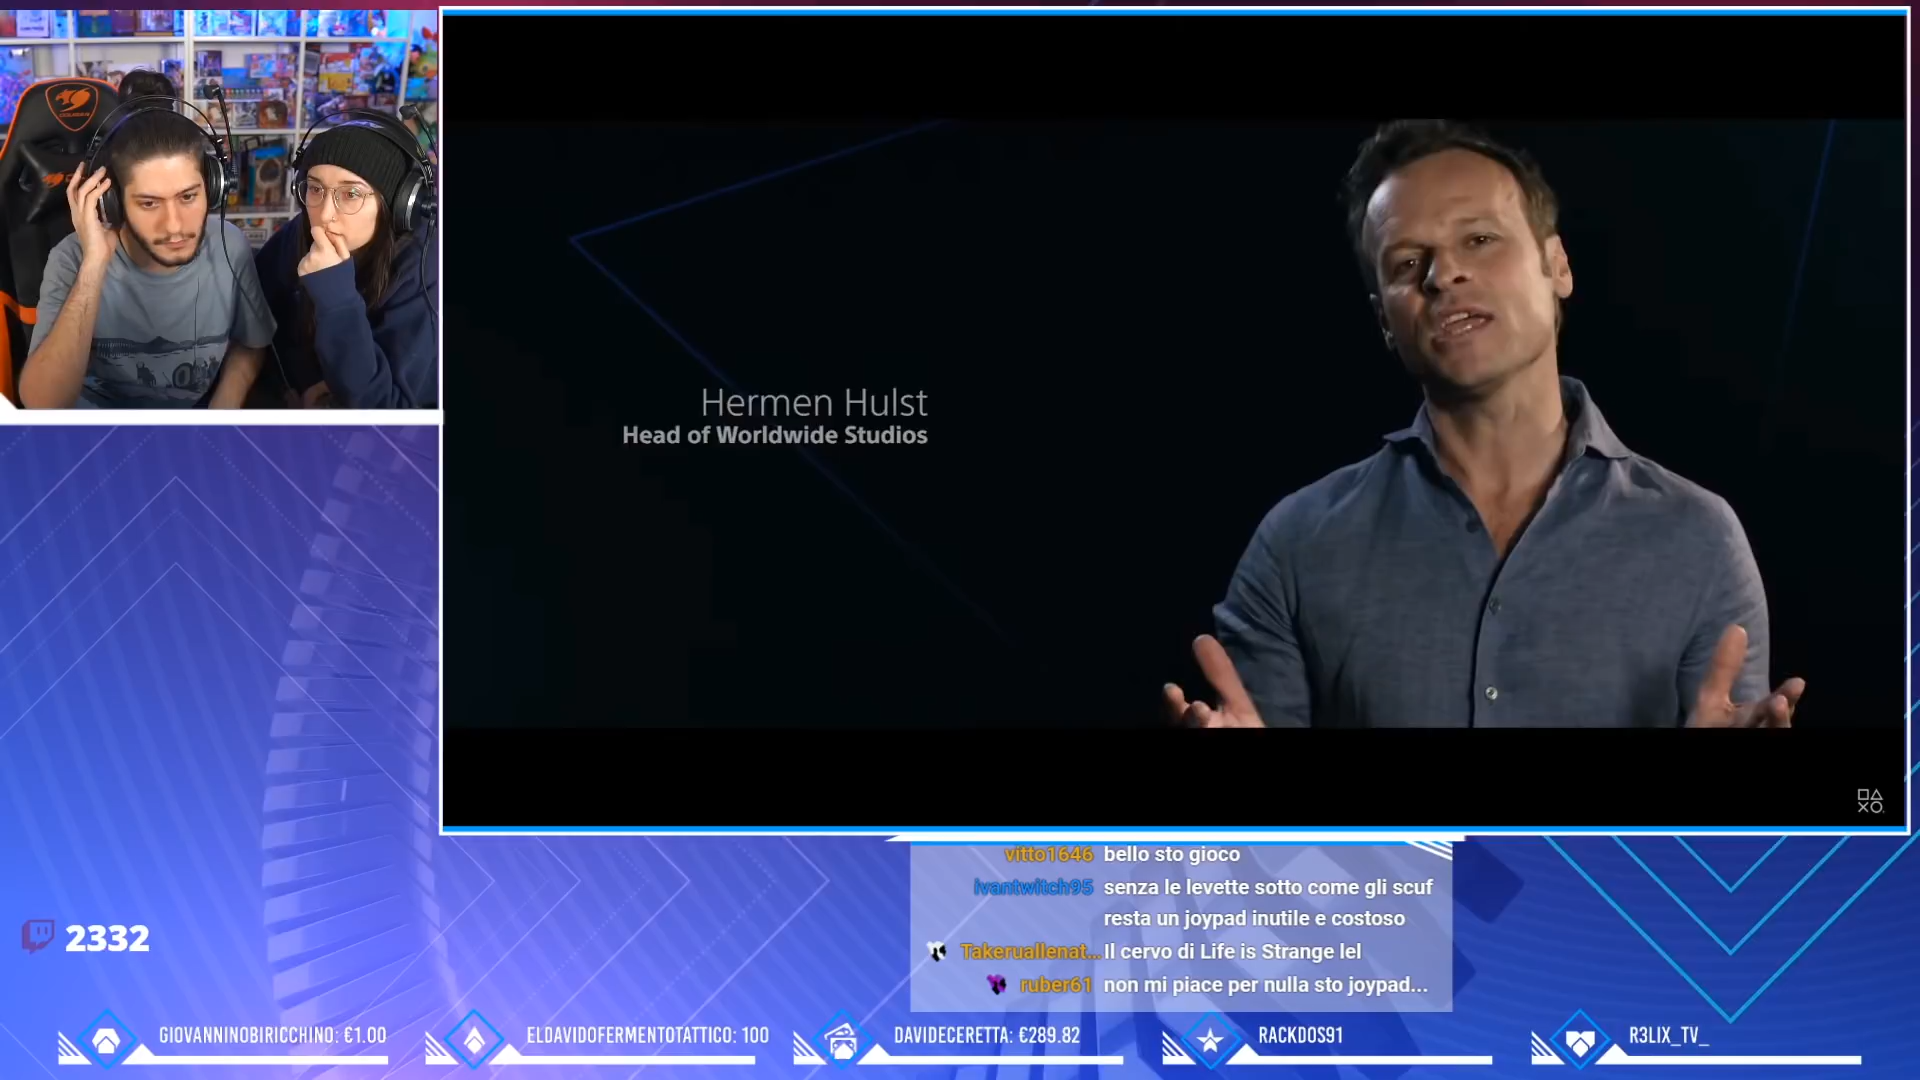 Hermen Hulst
Head of Worldwide Studios
vitto1646 bello sto gioco
ivantwitch95 senza le levette sotto come gli scuf
resta un joypad inutile e costoso
Takeruallenat... Il cervo di Life is Strange lel
ruber61 non mi piace per nulla sto joypad...
2332
GIOVANNINOBIRICCHINO: €1.00
ELDAVIDOFERMENTOTATTICO: 100
DAVIDECERETTA: €289.82
RACKDOS91
R3LIX_TV_